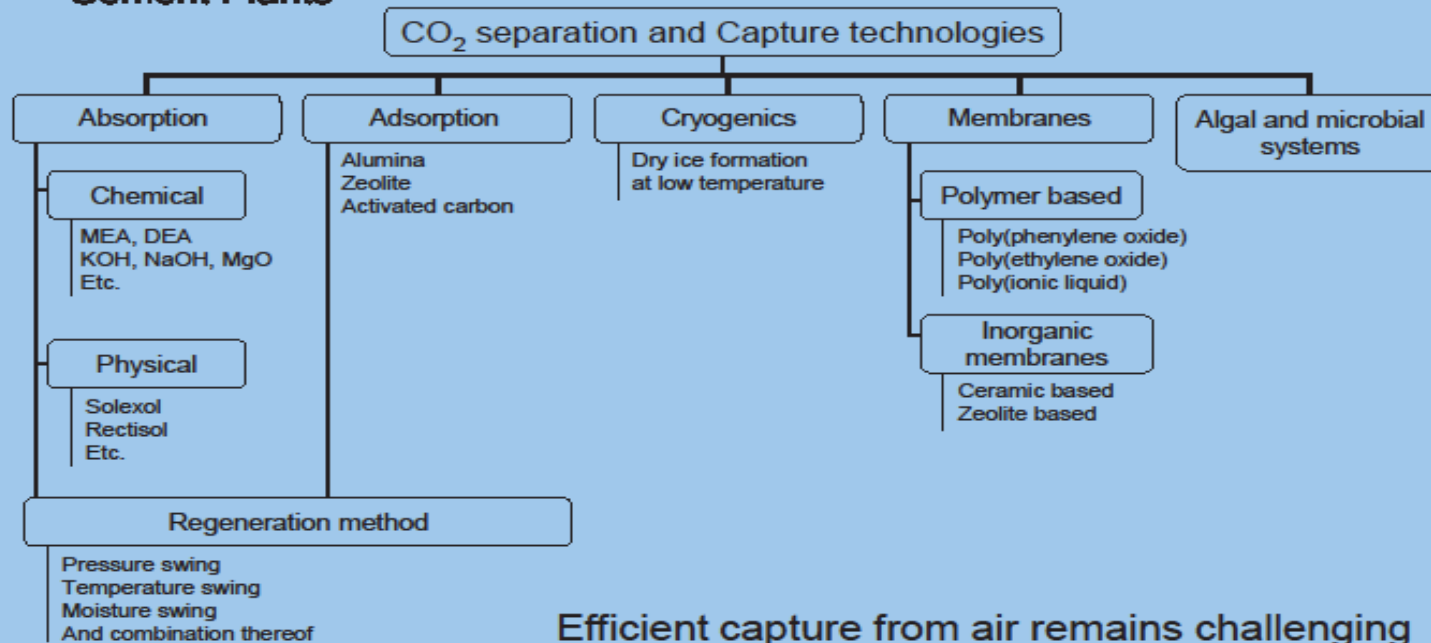 Cement Plants
CO₂ separation and Capture technologies
Absorption
Chemical
MEA, DEA
KOH, NaOH, MgO
Etc.
Physical
Solexol
Rectisol
Etc.
Adsorption
Alumina
Zeolite
Activated carbon
Regeneration method
Pressure swing
Temperature swing
Moisture swing
And combination thereof
Cryogenics
Dry ice formation
at low temperature
Membranes
Polymer based
Poly(phenylene oxide)
Poly(ethylene oxide)
Poly(ionic liquid)
Inorganic
membranes
Ceramic based
Zeolite based
Algal and microbial
systems
Efficient capture from air remains challenging